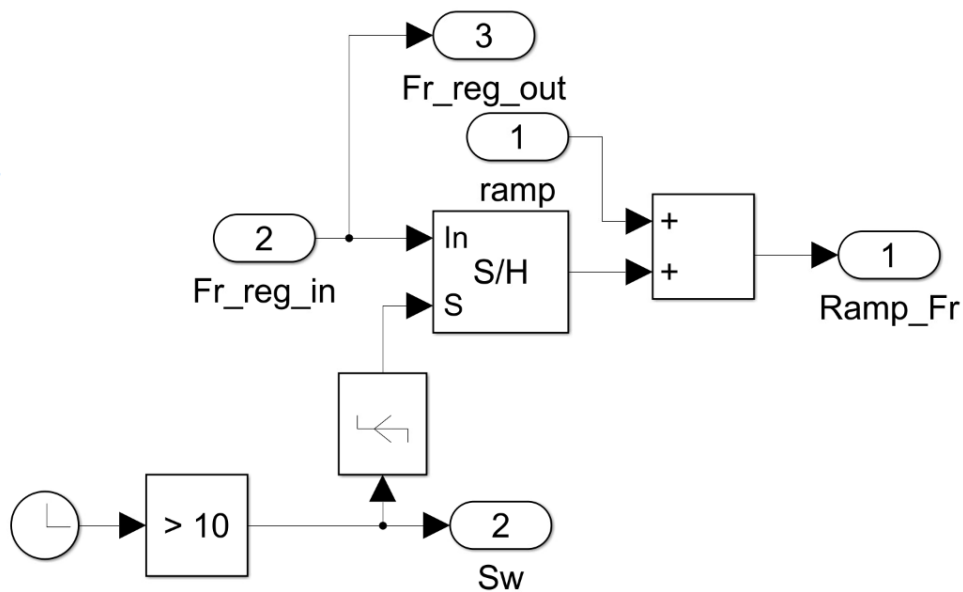 3
Fr_reg_out
1
ramp
2
Fr_reg_in
In
S/H
S
+
+
1
Ramp_Fr
> 10
2
Sw